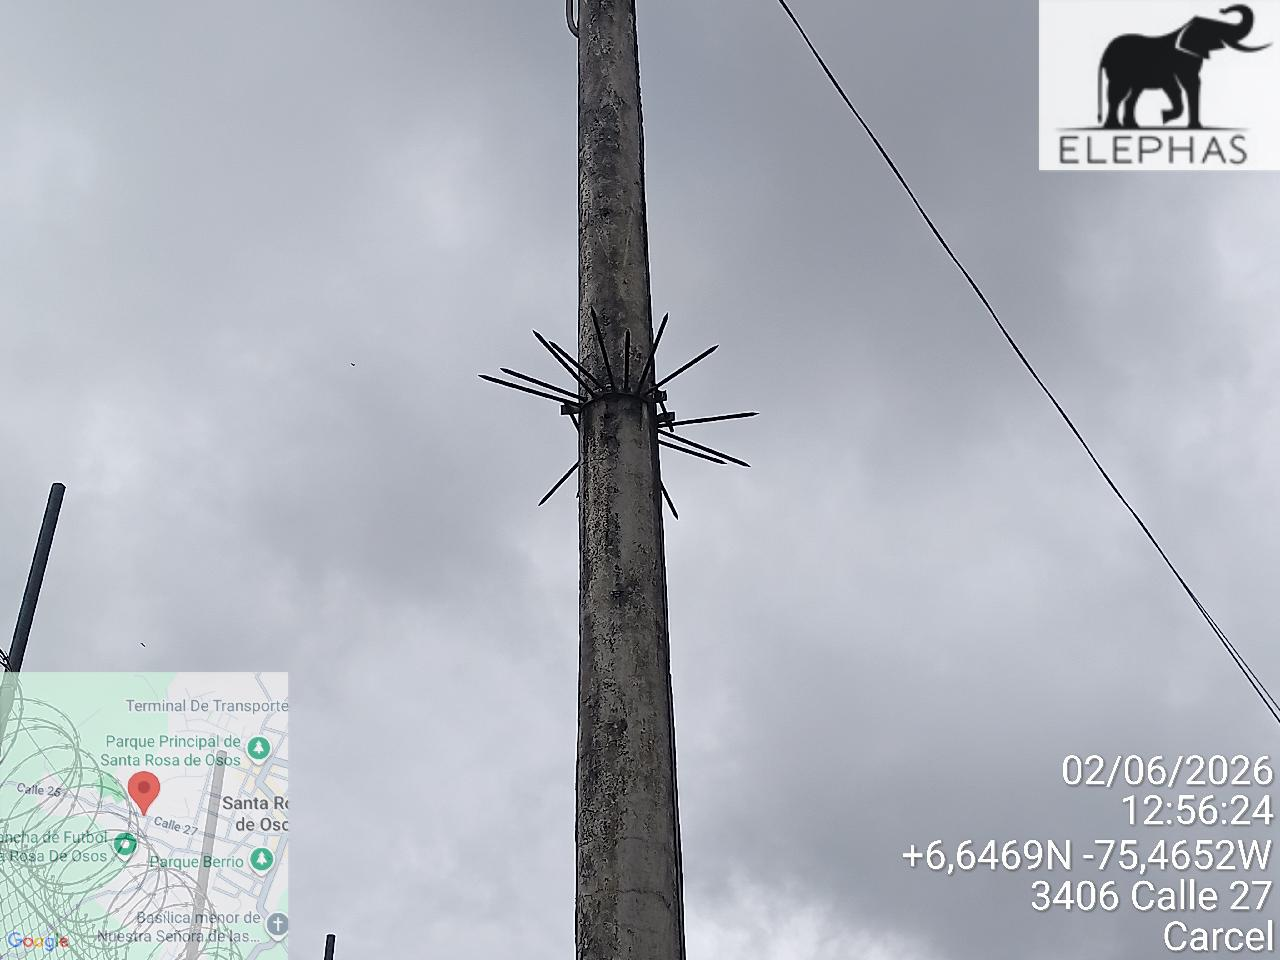 ELEPHAS
Terminal De Transporte
Parque Principal de
Santa Rosa de Osos
Calle 25
Santa Ro
de Oso
Calle 27
ancha de Futbol
a Rosa De Osos
Parque Berrio
Basílica menor de
Nuestra Señora de las...
Google
02/06/2026
12:56:24
+6,6469N -75,4652W
3406 Calle 27
Carcel